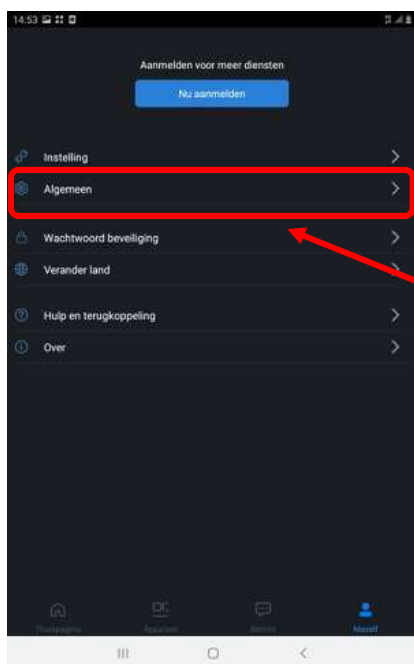 14:53
Aanmelden voor meer diensten
Nu aanmelden
Instelling
Algemeen
Wachtwoord beveiliging
Verander land
Hulp en terugkoppeling
Over
Thuispagina Apparaat Bericht Mezelf